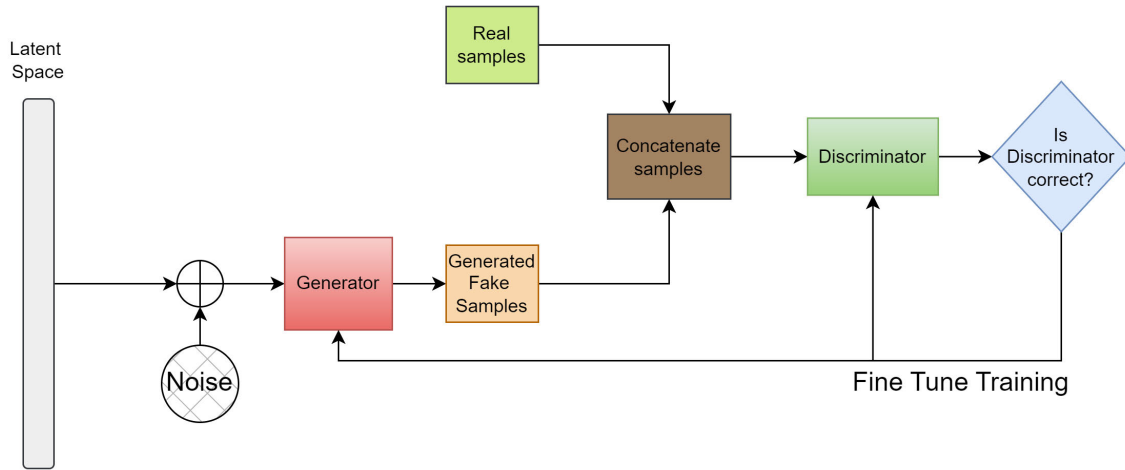 Latent
Space
Real
samples
Concatenate
samples
Discriminator
Is
Discriminator
correct?
Generator
Generated
Fake
Samples
Noise
Fine Tune Training